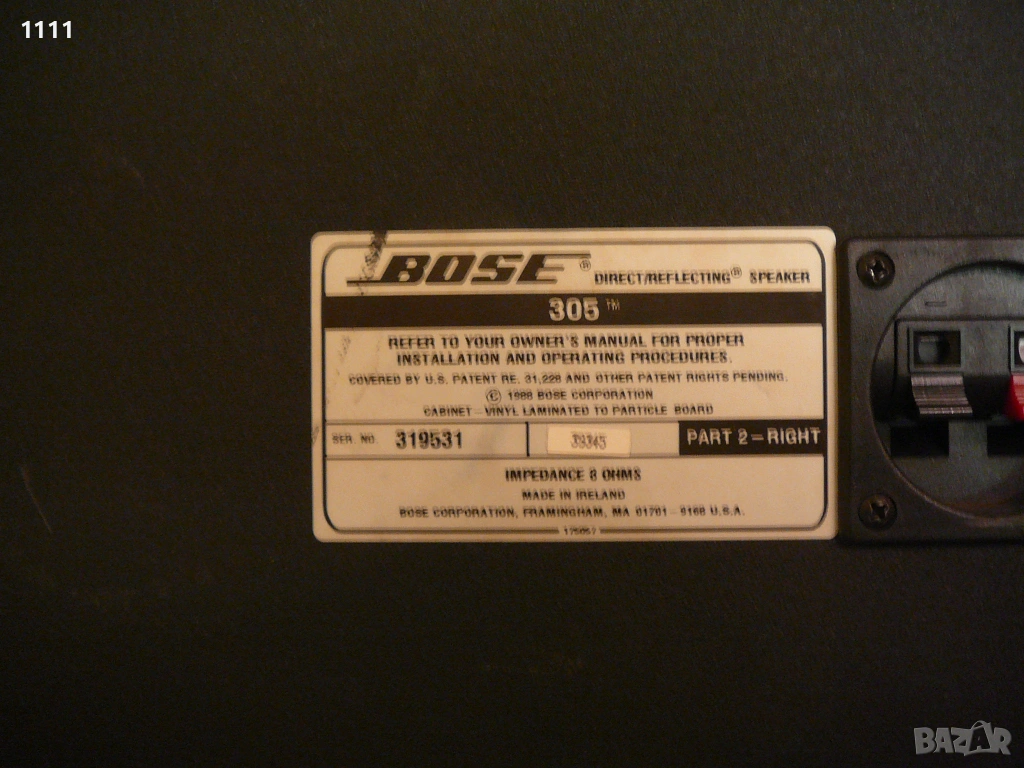 1111
BOSE® DIRECT/REFLECTING® SPEAKER
305™
REFER TO YOUR OWNER'S MANUAL FOR PROPER
INSTALLATION AND OPERATING PROCEDURES.
COVERED BY U.S. PATENT RE. 31,228 AND OTHER PATENT RIGHTS PENDING.
© 1986 BOSE CORPORATION
CABINET - VINYL LAMINATED TO PARTICLE BOARD
SER. NO. 319531 39345 PART 2-RIGHT
IMPEDANCE 8 OHMS
MADE IN IRELAND
BOSE CORPORATION, FRAMINGHAM, MA 01701-9168 U.S.A.
BAZAR